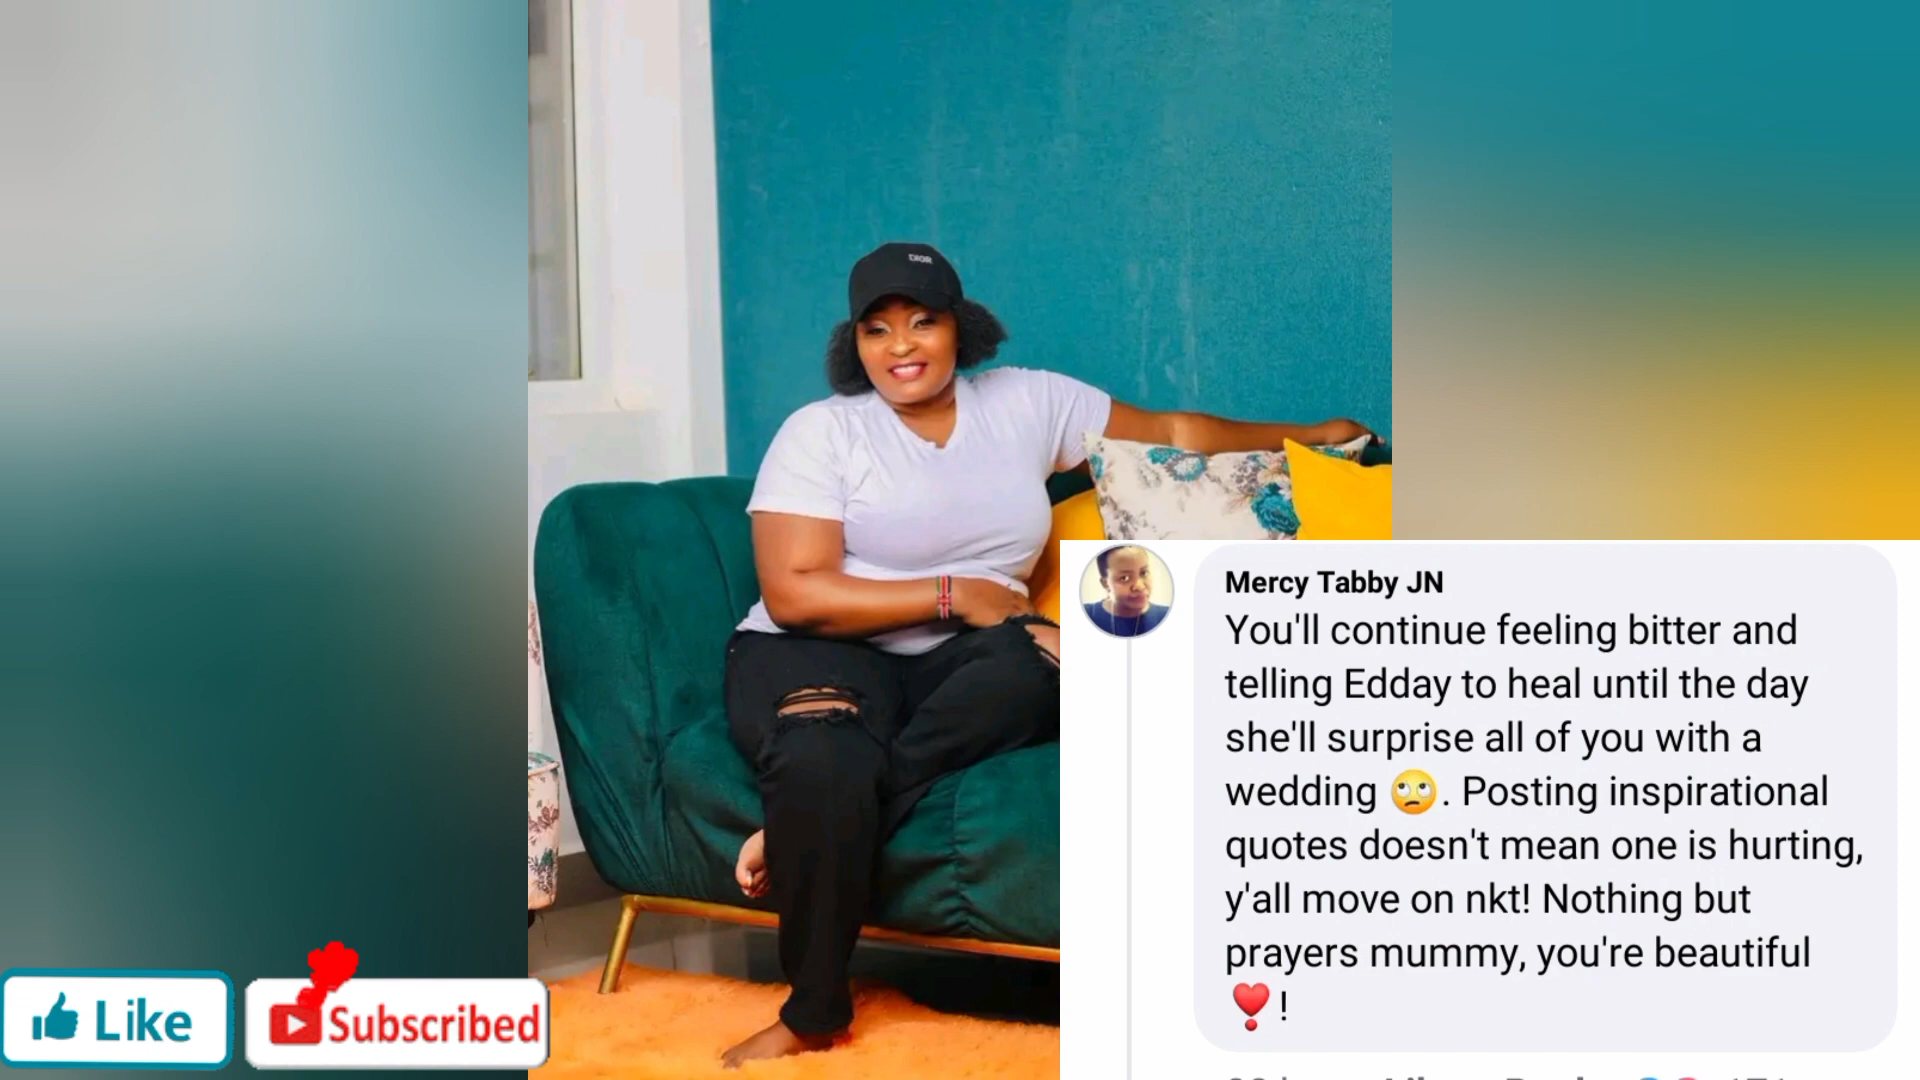 DIOR
Mercy Tabby JN
You'll continue feeling bitter and
telling Edday to heal until the day
she'll surprise all of you with a
wedding 🙄. Posting inspirational
quotes doesn't mean one is hurting,
y'all move on nkt! Nothing but
prayers mummy, you're beautiful
❣️!
Like
Subscribed